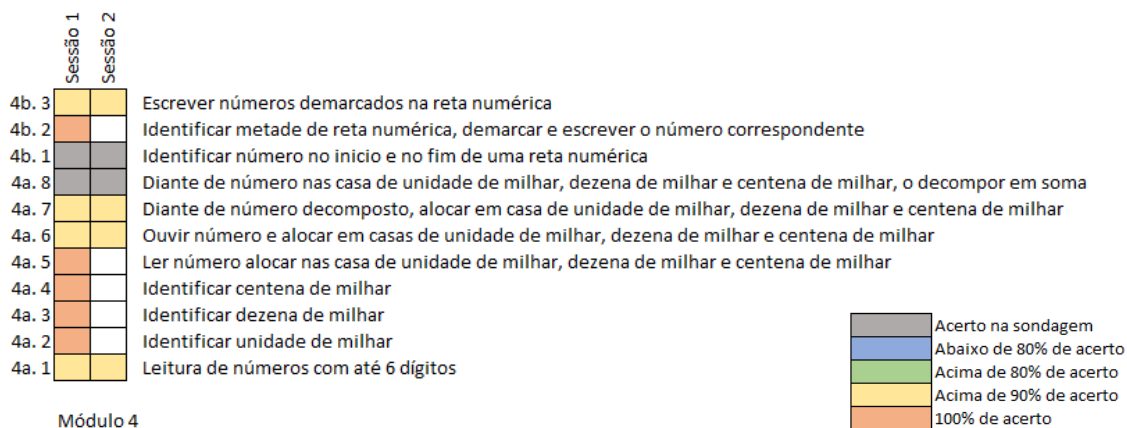 Sessão 1
Sessão 2
4b. 3 Escrever números demarcados na reta numérica
4b. 2 Identificar metade de reta numérica, demarcar e escrever o número correspondente
4b. 1 Identificar número no inicio e no fim de uma reta numérica
4a. 8 Diante de número nas casa de unidade de milhar, dezena de milhar e centena de milhar, o decompor em soma
4a. 7 Diante de número decomposto, alocar em casa de unidade de milhar, dezena de milhar e centena de milhar
4a. 6 Ouvir número e alocar em casas de unidade de milhar, dezena de milhar e centena de milhar
4a. 5 Ler número alocar nas casa de unidade de milhar, dezena de milhar e centena de milhar
4a. 4 Identificar centena de milhar
4a. 3 Identificar dezena de milhar
4a. 2 Identificar unidade de milhar
4a. 1 Leitura de números com até 6 dígitos
Módulo 4
Acerto na sondagem
Abaixo de 80% de acerto
Acima de 80% de acerto
Acima de 90% de acerto
100% de acerto